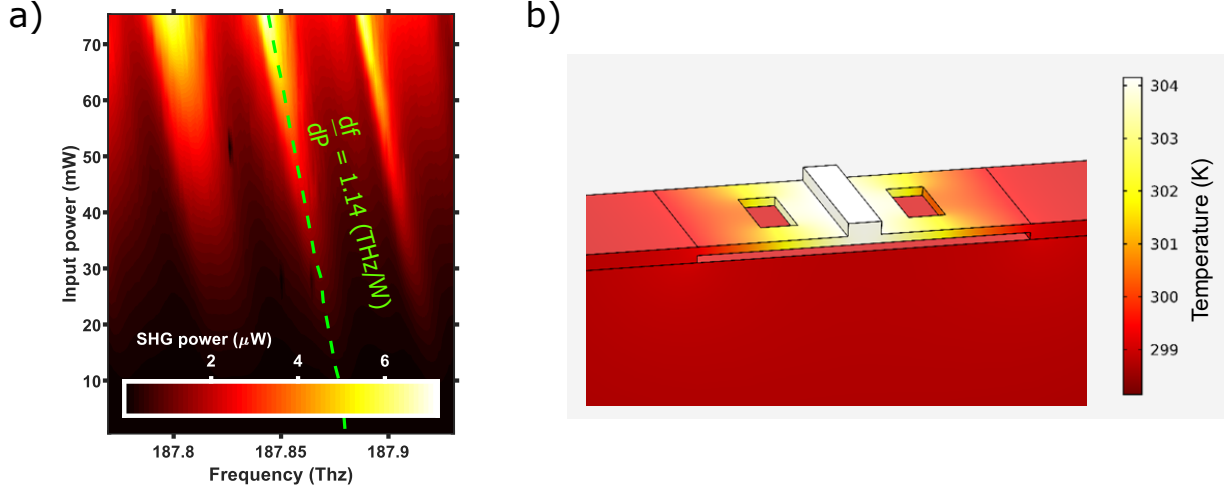 a)
70
60
50
40
30
20
10
Input power (mW)
df
dP
= 1.14 (THz/W)
SHG power (μW)
2
4
6
187.8
187.85
187.9
Frequency (Thz)
b)
304
303
302
301
300
299
Temperature (K)